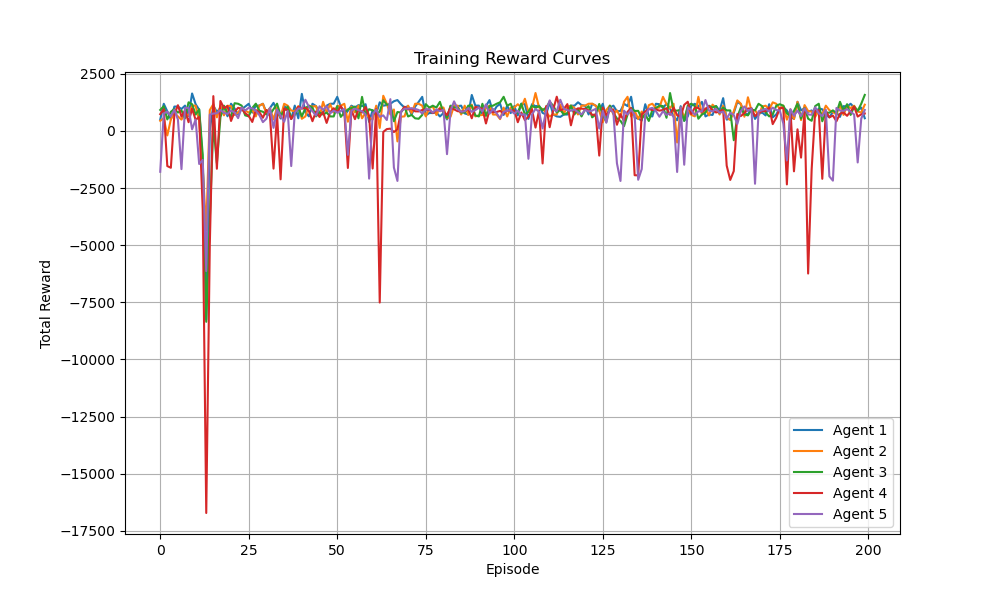 Training Reward Curves
Total Reward
2500
0
−2500
−5000
−7500
−10000
−12500
−15000
−17500
0 25 50 75 100 125 150 175 200
Episode
Agent 1
Agent 2
Agent 3
Agent 4
Agent 5